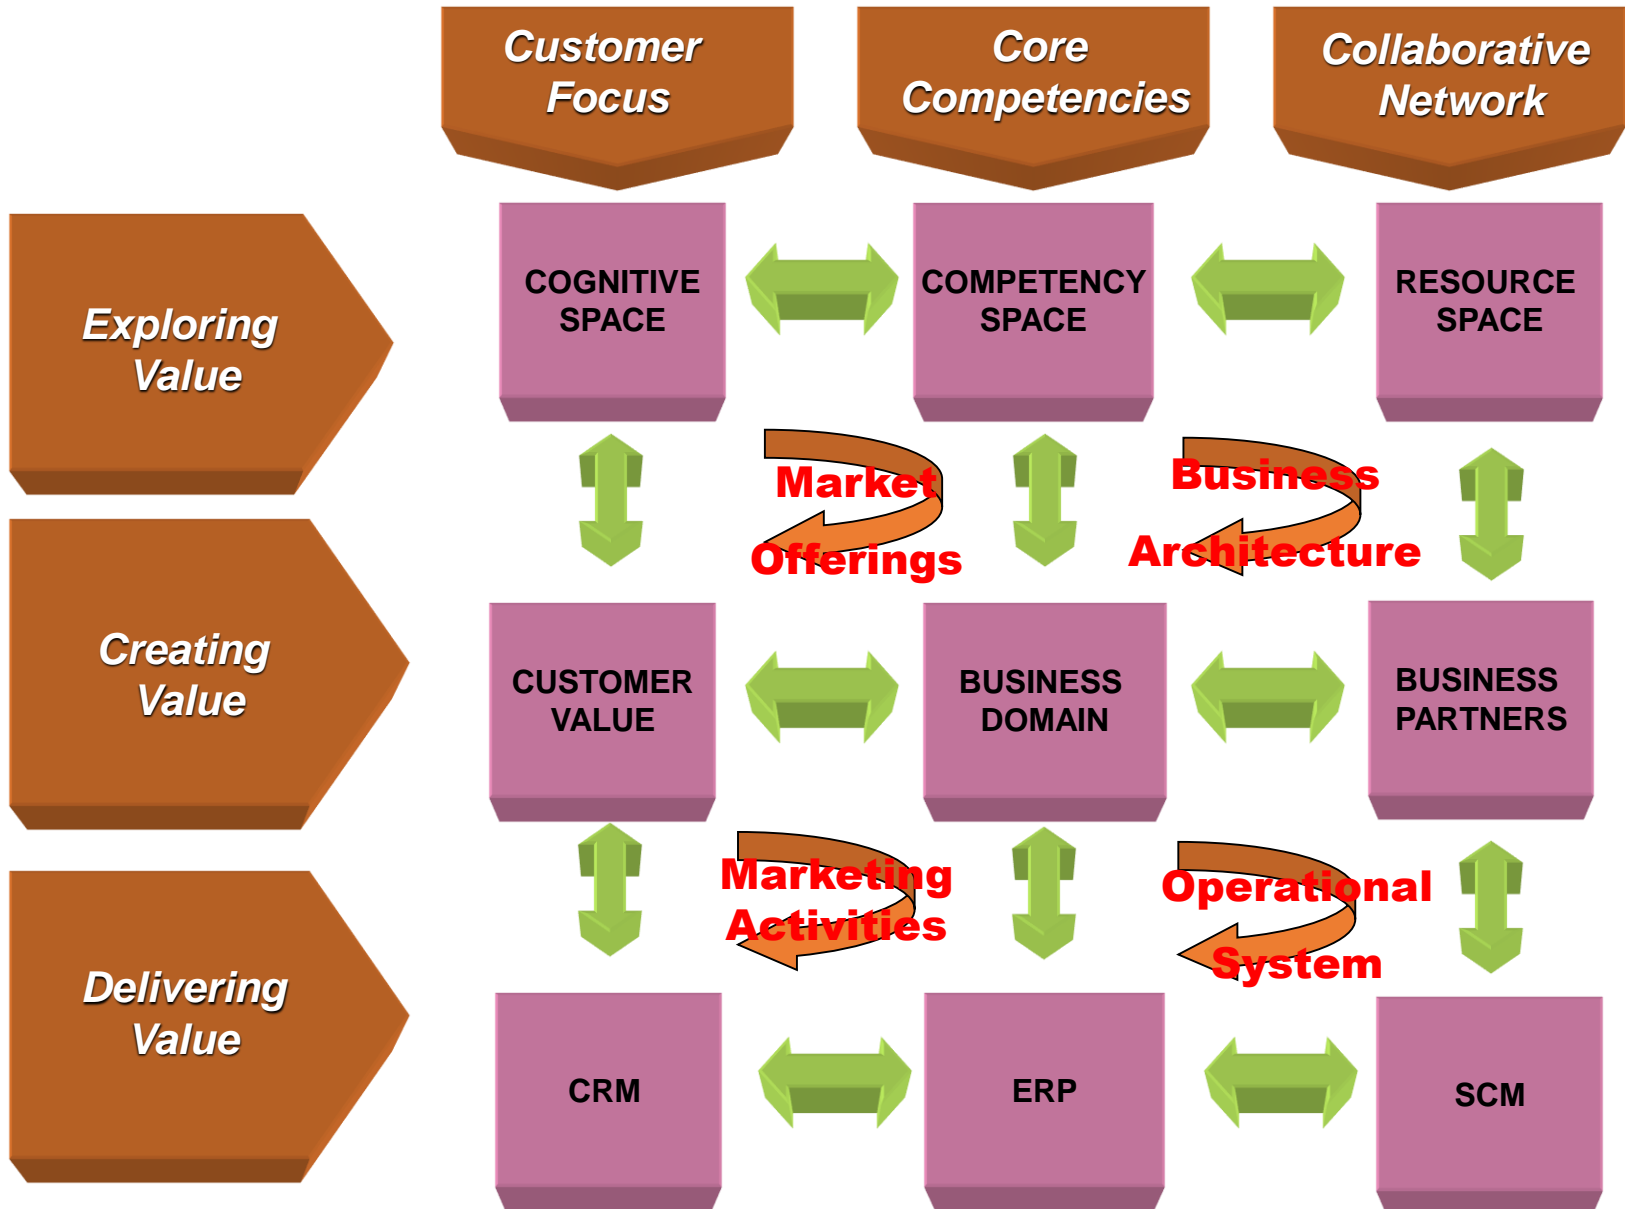 Customer
Focus
Core
Competencies
Collaborative
Network
Exploring
Value
COGNITIVE
SPACE
COMPETENCY
SPACE
RESOURCE
SPACE
Market
Offerings
Business
Architecture
Creating
Value
CUSTOMER
VALUE
BUSINESS
DOMAIN
BUSINESS
PARTNERS
Marketing
Activities
Operational
System
Delivering
Value
CRM
ERP
SCM